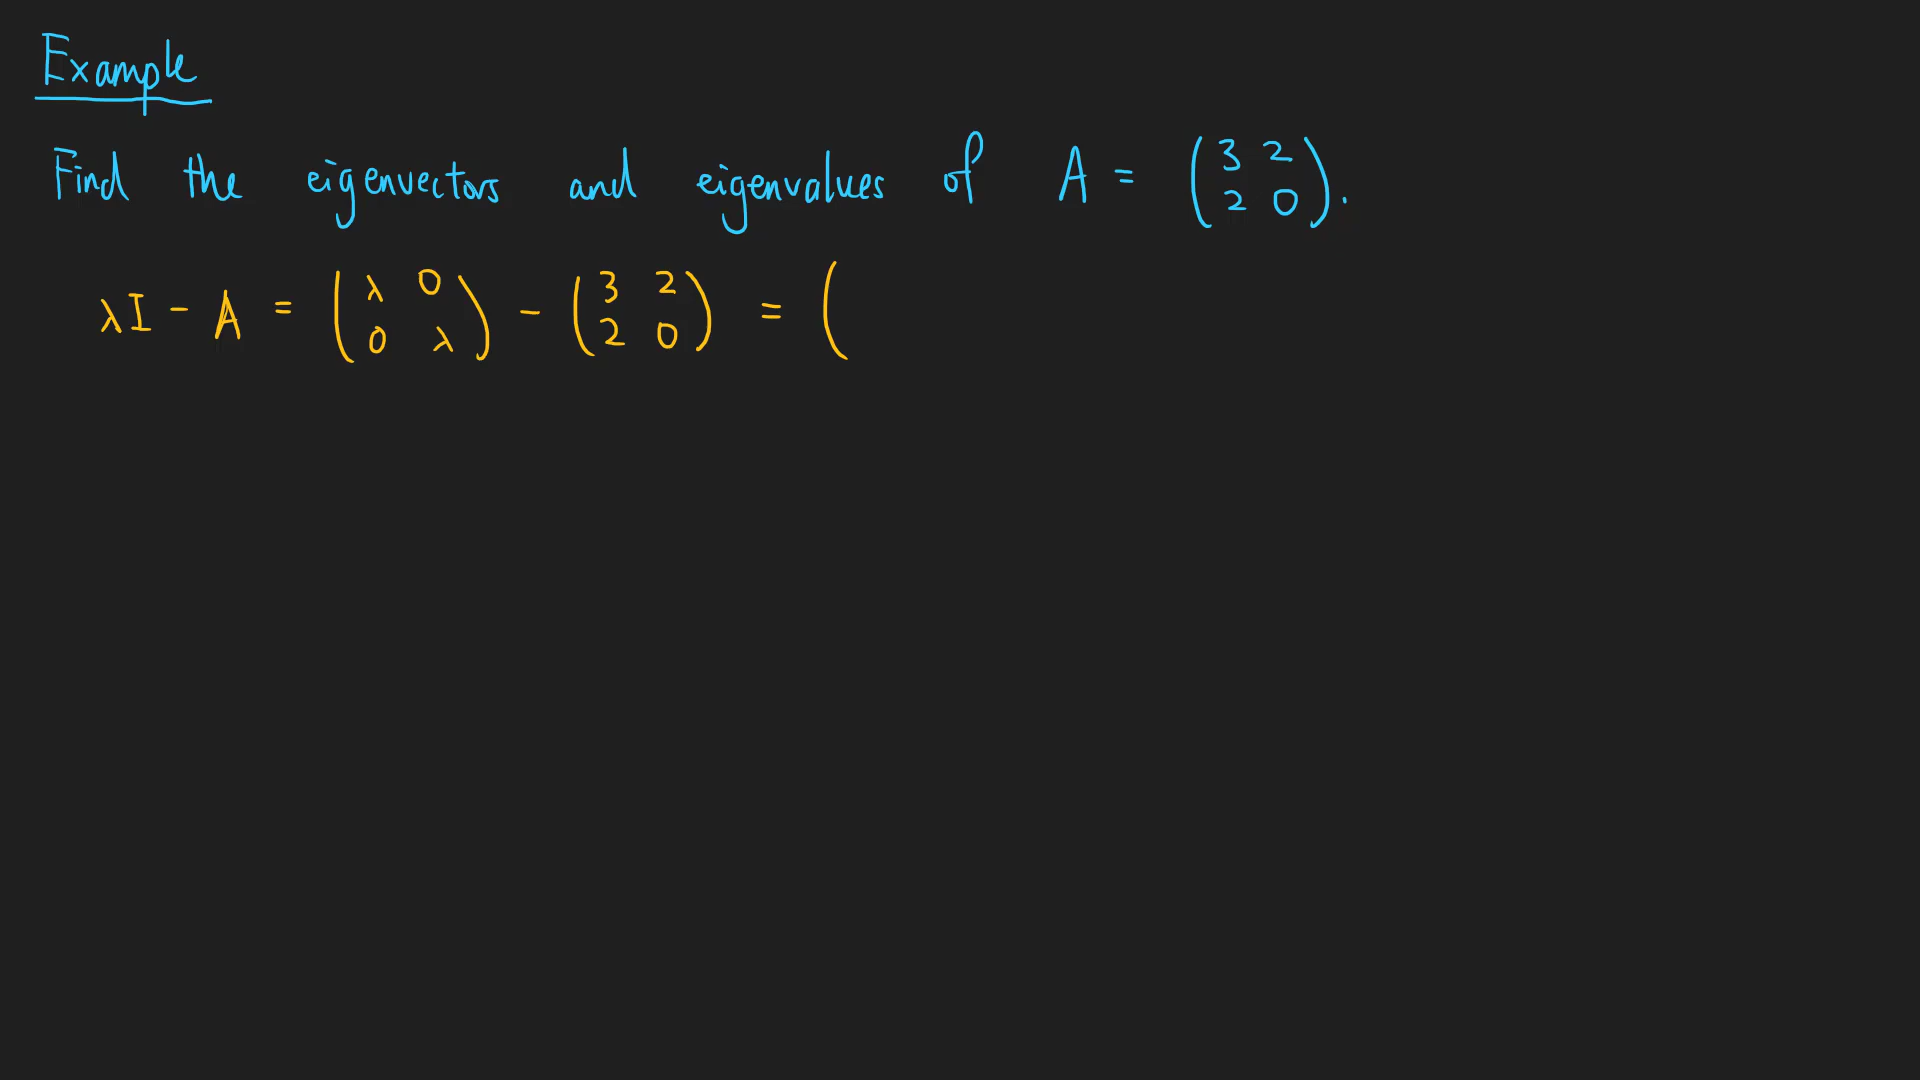 Example
Find the eigenvectors and eigenvalues of A = (3 2
2 0).
λI - A = (λ 0
0 λ) - (3 2
2 0) = (